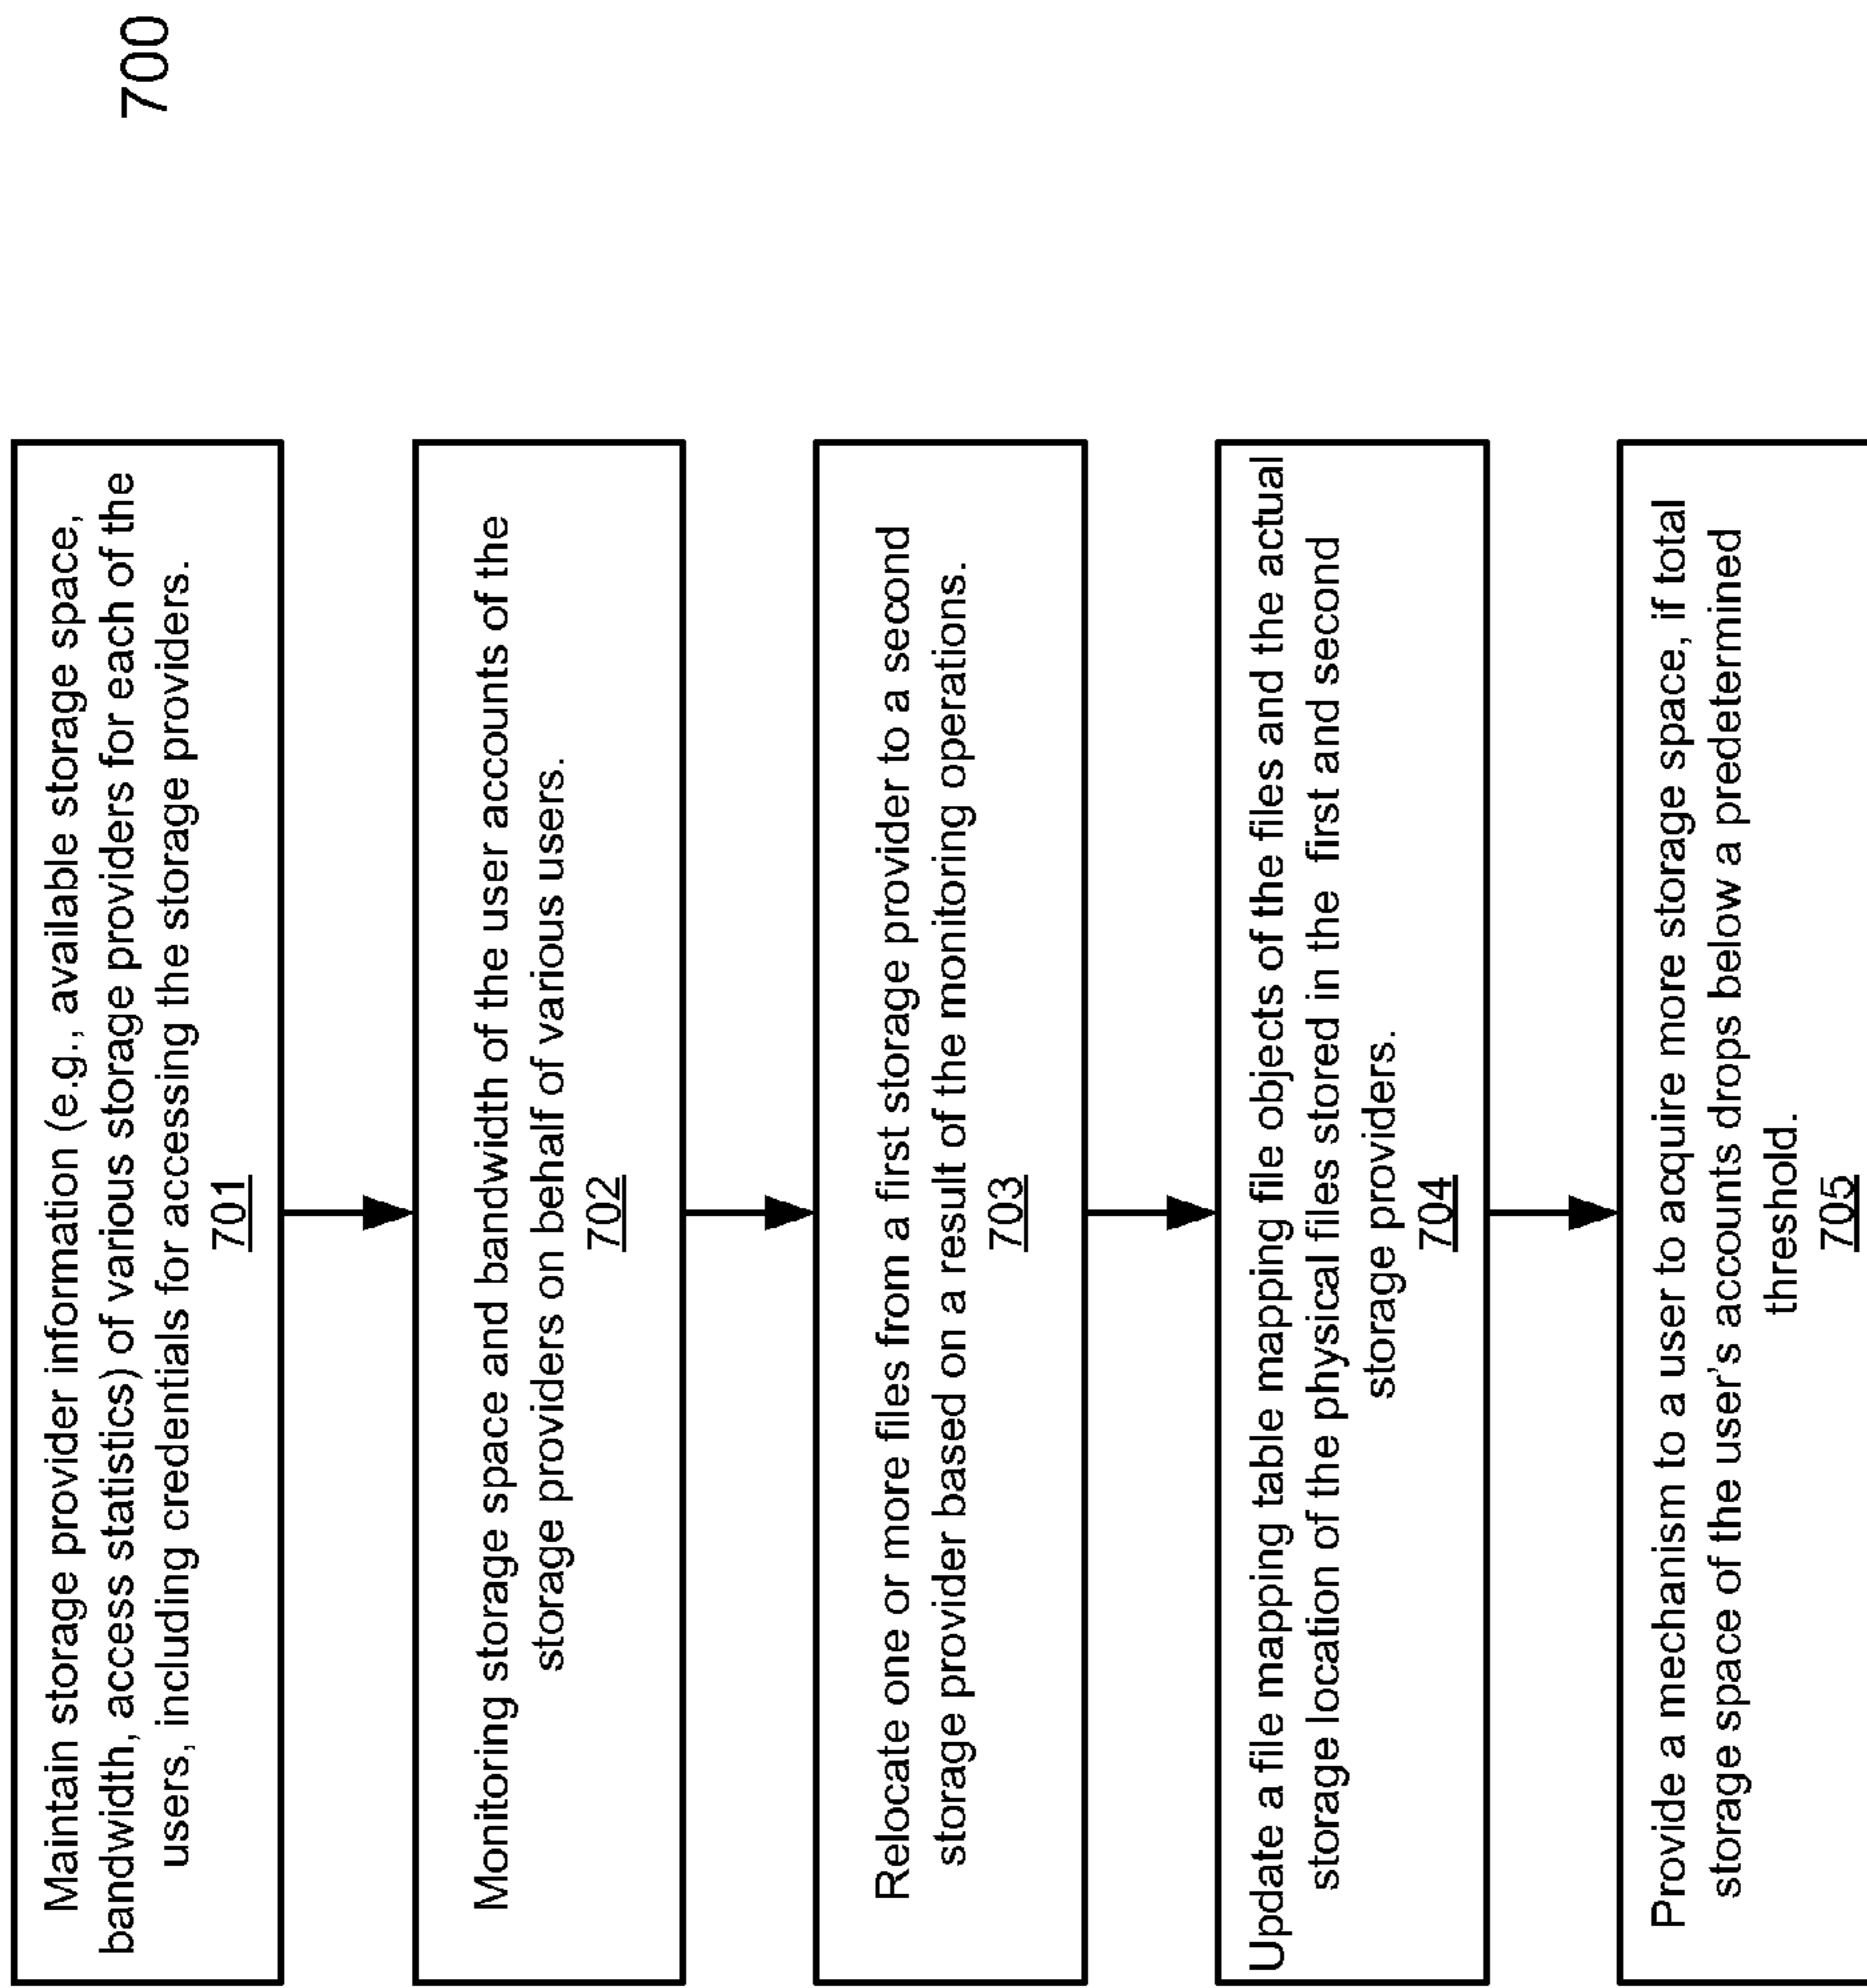 700
Maintain storage provider information (e.g., available storage space,
bandwidth, access statistics) of various storage providers for each of the
users, including credentials for accessing the storage providers.
701
Monitoring storage space and bandwidth of the user accounts of the
storage providers on behalf of various users.
702
Relocate one or more files from a first storage provider to a second
storage provider based on a result of the monitoring operations.
703
Update a file mapping table mapping file objects of the files and the actual
storage location of the physical files stored in the first and second
storage providers.
704
Provide a mechanism to a user to acquire more storage space, if total
storage space of the user's accounts drops below a predetermined
threshold.
705